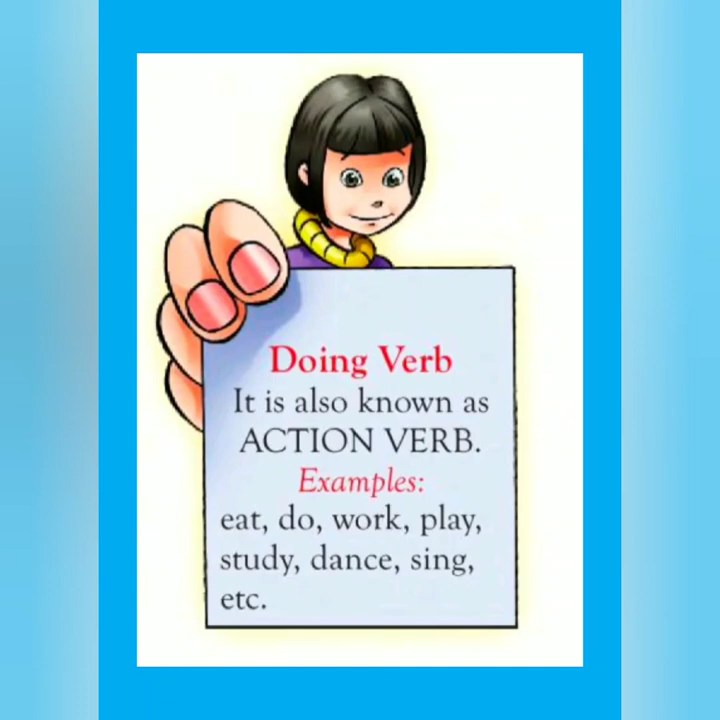 Doing Verb
It is also known as
ACTION VERB.
Examples:
eat, do, work, play,
study, dance, sing,
etc.